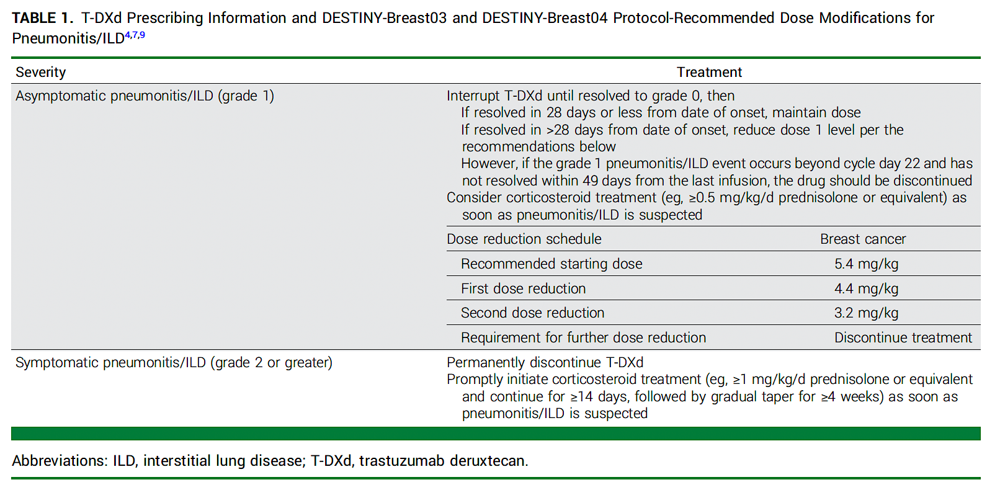 TABLE 1. T-DXd Prescribing Information and DESTINY-Breast03 and DESTINY-Breast04 Protocol-Recommended Dose Modifications for
Pneumonitis/ILD4,7,9
Severity Treatment
Asymptomatic pneumonitis/ILD (grade 1) Interrupt T-DXd until resolved to grade 0, then
If resolved in 28 days or less from date of onset, maintain dose
If resolved in >28 days from date of onset, reduce dose 1 level per the
recommendations below
However, if the grade 1 pneumonitis/ILD event occurs beyond cycle day 22 and has
not resolved within 49 days from the last infusion, the drug should be discontinued
Consider corticosteroid treatment (eg, ≥0.5 mg/kg/d prednisolone or equivalent) as
soon as pneumonitis/ILD is suspected
Dose reduction schedule Breast cancer
Recommended starting dose 5.4 mg/kg
First dose reduction 4.4 mg/kg
Second dose reduction 3.2 mg/kg
Requirement for further dose reduction Discontinue treatment
Symptomatic pneumonitis/ILD (grade 2 or greater) Permanently discontinue T-DXd
Promptly initiate corticosteroid treatment (eg, ≥1 mg/kg/d prednisolone or equivalent
and continue for ≥14 days, followed by gradual taper for ≥4 weeks) as soon as
pneumonitis/ILD is suspected
Abbreviations: ILD, interstitial lung disease; T-DXd, trastuzumab deruxtecan.